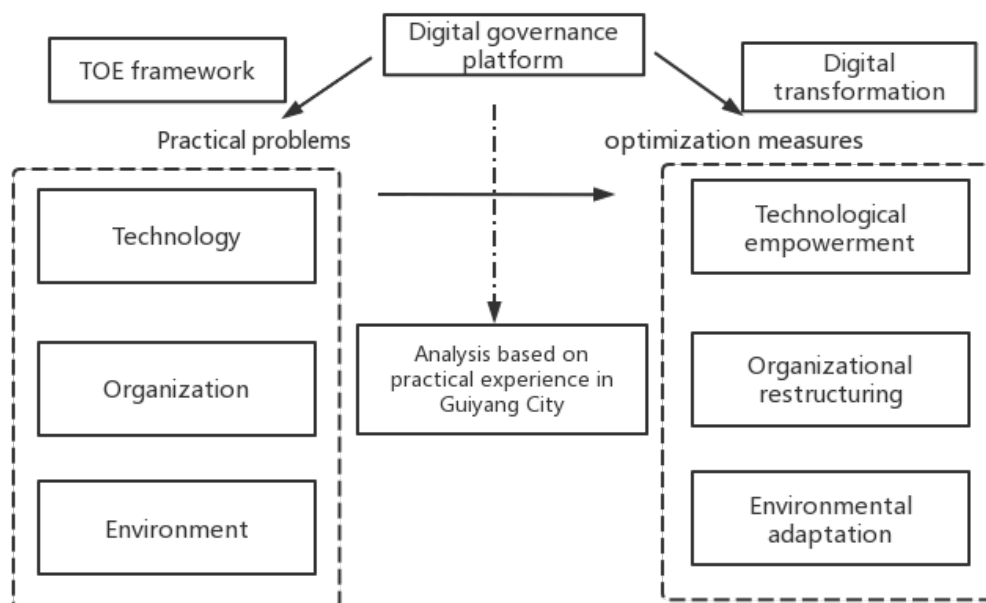 TOE framework
Digital governance
platform
Digital
transformation
Practical problems
optimization measures
Technology
Organization
Environment
Analysis based on
practical experience in
Guiyang City
Technological
empowerment
Organizational
restructuring
Environmental
adaptation